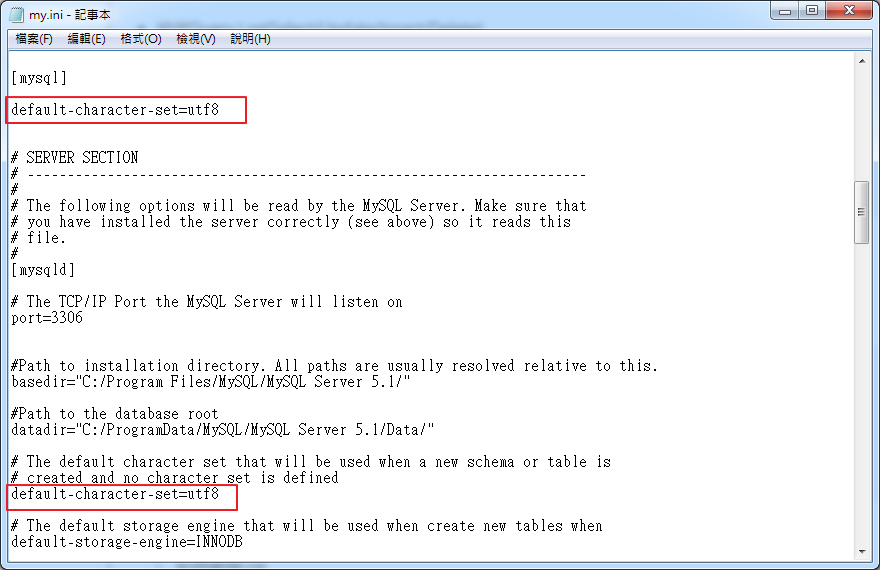 my.ini - 記事本
檔案(F) 編輯(E) 格式(O) 檢視(V) 說明(H)
[mysql]
default-character-set=utf8
# SERVER SECTION
# ----------------------------------------------------------------------
#
# The following options will be read by the MySQL Server. Make sure that
# you have installed the server correctly (see above) so it reads this
# file.
#
[mysqld]
# The TCP/IP Port the MySQL Server will listen on
port=3306
#Path to installation directory. All paths are usually resolved relative to this.
basedir="C:/Program Files/MySQL/MySQL Server 5.1/"
#Path to the database root
datadir="C:/ProgramData/MySQL/MySQL Server 5.1/Data/"
# The default character set that will be used when a new schema or table is
# created and no character set is defined
default-character-set=utf8
# The default storage engine that will be used when create new tables when
default-storage-engine=INNODB